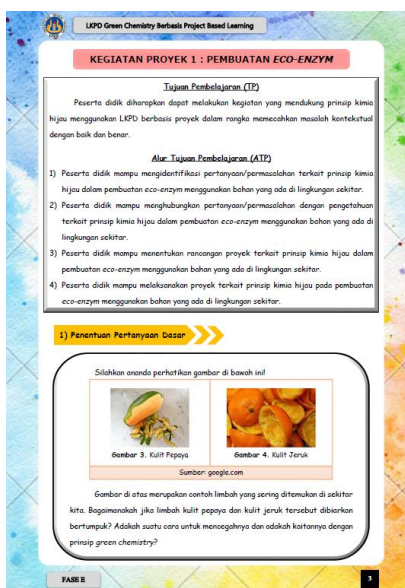 LKPD Green Chemistry Berbasis Project Based Learning
KEGIATAN PROYEK 1 : PEMBUATAN ECO-ENZYM
Tujuan Pembelajaran (TP)
Peserta didik diharapkan dapat melakukan kegiatan yang mendukung prinsip kimia
hijau menggunakan LKPD berbasis proyek dalam rangka memecahkan masalah kontekstual
dengan baik dan benar.
Alur Tujuan Pembelajaran (ATP)
1) Peserta didik mampu mengidentifikasi pertanyaan/permasalahan terkait prinsip kimia
hijau dalam pembuatan eco-enzym menggunakan bahan yang ada di lingkungan sekitar.
2) Peserta didik mampu menghubungkan pertanyaan/permasalahan dengan pengetahuan
terkait prinsip kimia hijau dalam pembuatan eco-enzym menggunakan bahan yang ada di
lingkungan sekitar.
3) Peserta didik mampu menentukan rancangan proyek terkait prinsip kimia hijau dalam
pembuatan eco-enzym menggunakan bahan yang ada di lingkungan sekitar.
4) Peserta didik mampu melaksanakan proyek terkait prinsip kimia hijau pada pembuatan
eco-enzym menggunakan bahan yang ada di lingkungan sekitar.
1) Penentuan Pertanyaan Dasar
Silahkan ananda perhatikan gambar di bawah ini!
Gambar 3. Kulit Pepaya
Gambar 4. Kulit Jeruk
Sumber: google.com
Gambar di atas merupakan contoh limbah yang sering ditemukan di sekitar
kita. Bagaimanakah jika limbah kulit pepaya dan kulit jeruk tersebut dibiarkan
bertumpuk? Adakah suatu cara untuk mencegahnya dan adakah kaitannya dengan
prinsip green chemistry?
FASE E
3